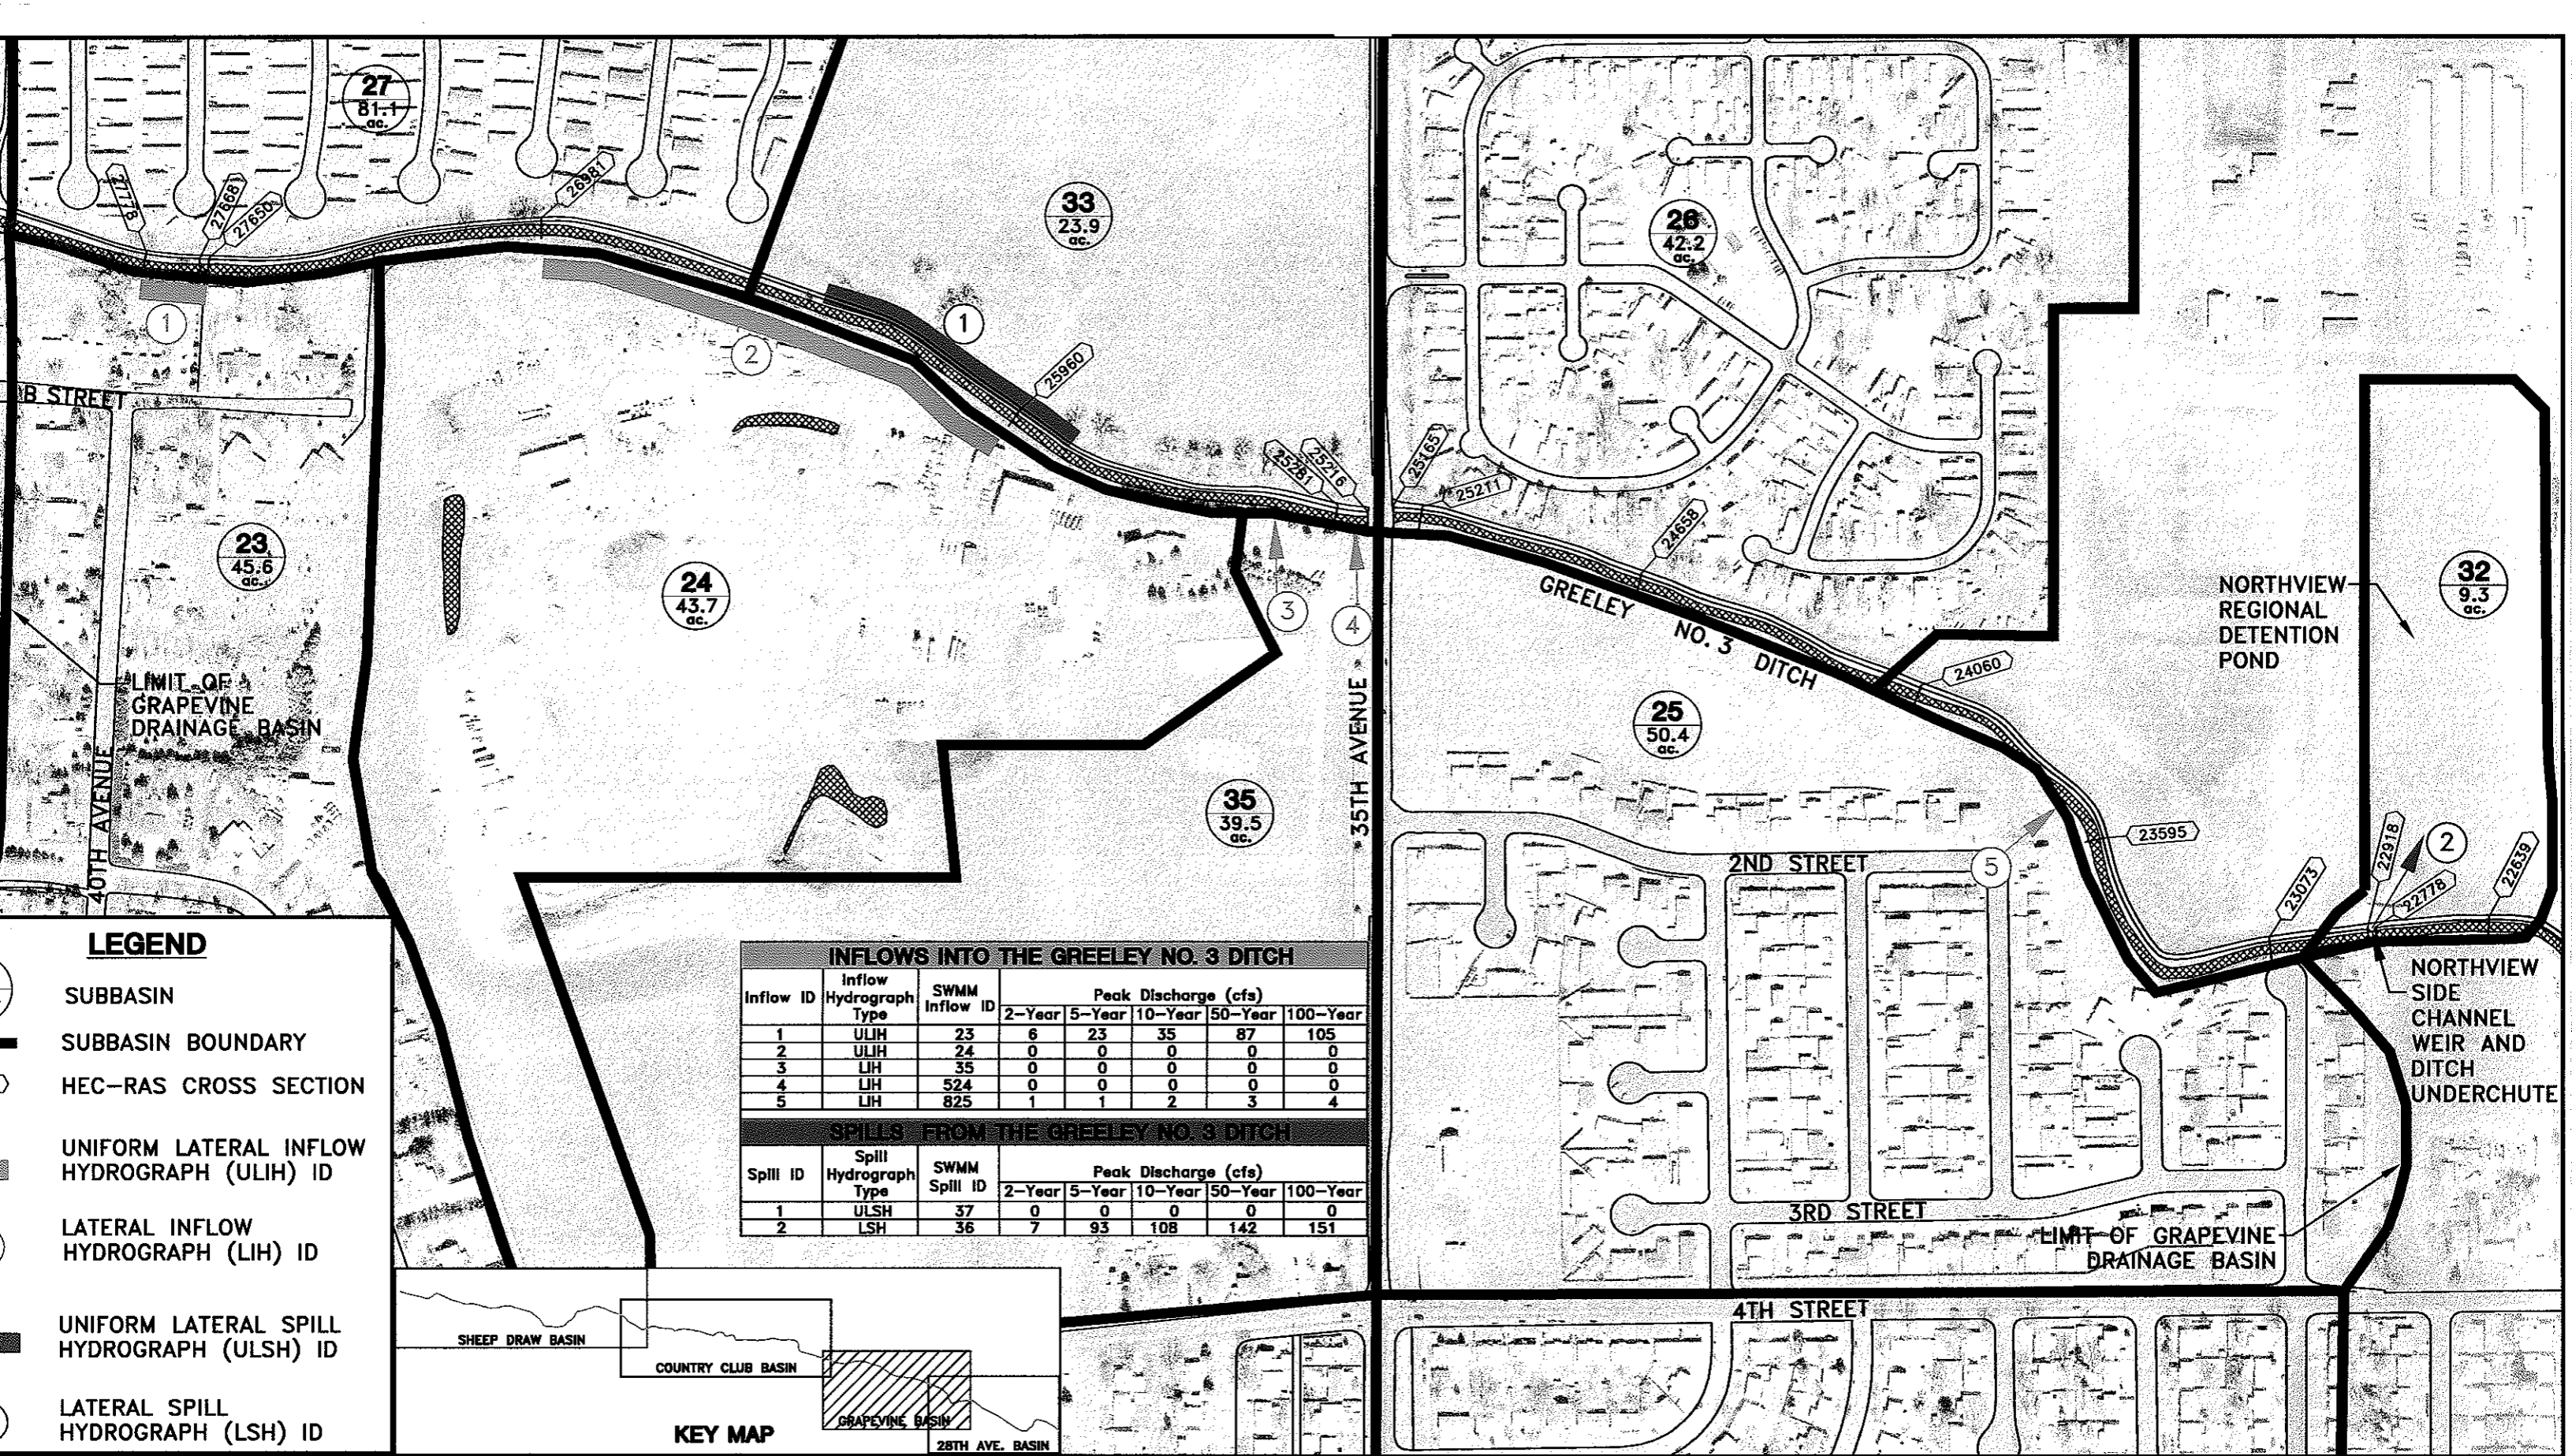 27
81.1
ac.
33
23.9
ac.
26
42.2
ac.
27778
27668
27650
26981
1
2
1
25960
B STREET
25281
25216
25165
25211
24658
23
45.6
ac.
24
43.7
ac.
3
4
GREELEY NO. 3 DITCH
24060
NORTHVIEW
REGIONAL
DETENTION
POND
32
9.3
ac.
LIMIT OF
GRAPEVINE
DRAINAGE BASIN
40TH AVENUE
35TH AVENUE
25
50.4
ac.
35
39.5
ac.
2ND STREET
5
23595
23073
22918
2
22778
22639
NORTHVIEW
SIDE
CHANNEL
WEIR AND
DITCH
UNDERCHUTE
LEGEND
SUBBASIN
SUBBASIN BOUNDARY
HEC-RAS CROSS SECTION
UNIFORM LATERAL INFLOW
HYDROGRAPH (ULIH) ID
LATERAL INFLOW
HYDROGRAPH (LIH) ID
UNIFORM LATERAL SPILL
HYDROGRAPH (ULSH) ID
LATERAL SPILL
HYDROGRAPH (LSH) ID
INFLOWS INTO THE GREELEY NO. 3 DITCH
Inflow ID Inflow Hydrograph Type SWMM Inflow ID Peak Discharge (cfs)
2-Year 5-Year 10-Year 50-Year 100-Year
1 ULIH 23 6 23 35 87 105
2 ULIH 24 0 0 0 0 0
3 LIH 35 0 0 0 0 0
4 LIH 524 0 0 0 0 0
5 LIH 825 1 1 2 3 4
SPILLS FROM THE GREELEY NO. 3 DITCH
Spill ID Spill Hydrograph Type SWMM Spill ID Peak Discharge (cfs)
2-Year 5-Year 10-Year 50-Year 100-Year
1 ULSH 37 0 0 0 0 0
2 LSH 36 7 93 108 142 151
3RD STREET
LIMIT OF GRAPEVINE
DRAINAGE BASIN
4TH STREET
SHEEP DRAW BASIN
COUNTRY CLUB BASIN
GRAPEVINE BASIN
28TH AVE. BASIN
KEY MAP